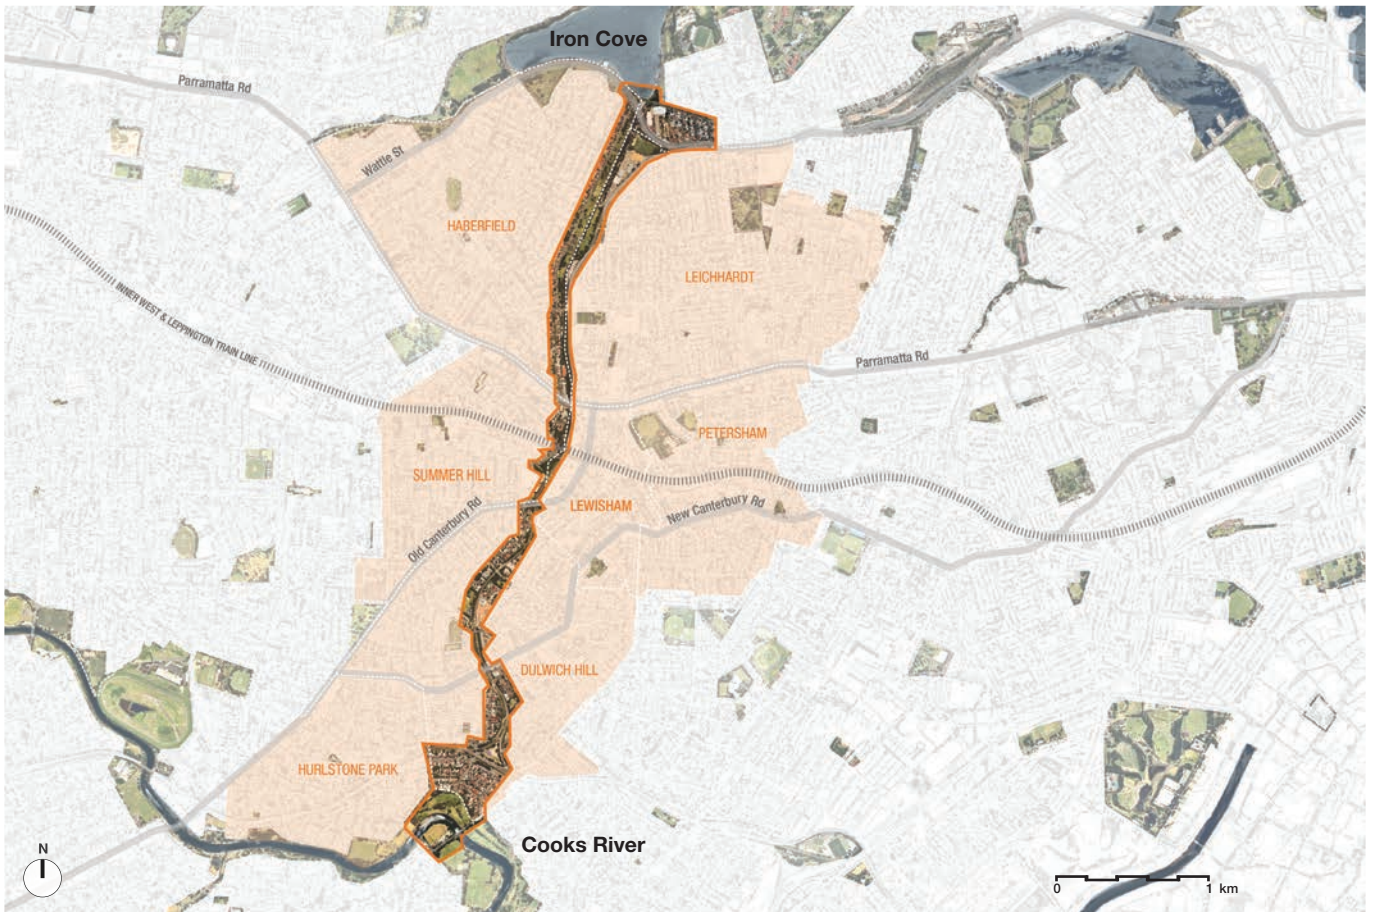 Iron Cove
Parramatta Rd
Wattle St
HABERFIELD
LEICHHARDT
INNER WEST & LEPPINGTON TRAIN LINE
Parramatta Rd
PETERSHAM
SUMMER HILL
LEWISHAM
New Canterbury Rd
Old Canterbury Rd
DULWICH HILL
HURLSTONE PARK
Cooks River
N
0 1 km